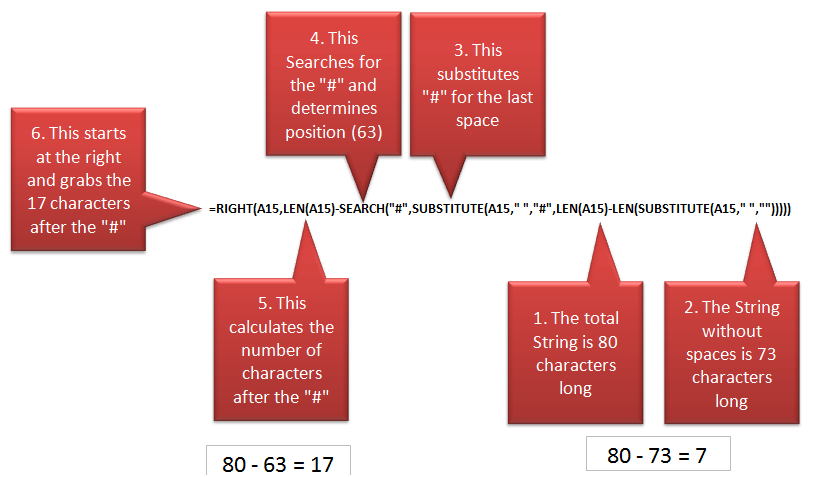 4. This
Searches for
the "#" and
determines
position (63)
3. This
substitutes
"#" for the last
space
6. This starts
at the right
and grabs the
17 characters
after the "#"
=RIGHT(A15,LEN(A15)-SEARCH("#",SUBSTITUTE(A15," ","#",LEN(A15)-LEN(SUBSTITUTE(A15," ","")))))
5. This
calculates the
number of
characters
after the "#"
1. The total
String is 80
characters
long
2. The String
without
spaces is 73
characters
long
80 - 63 = 17
80 - 73 = 7